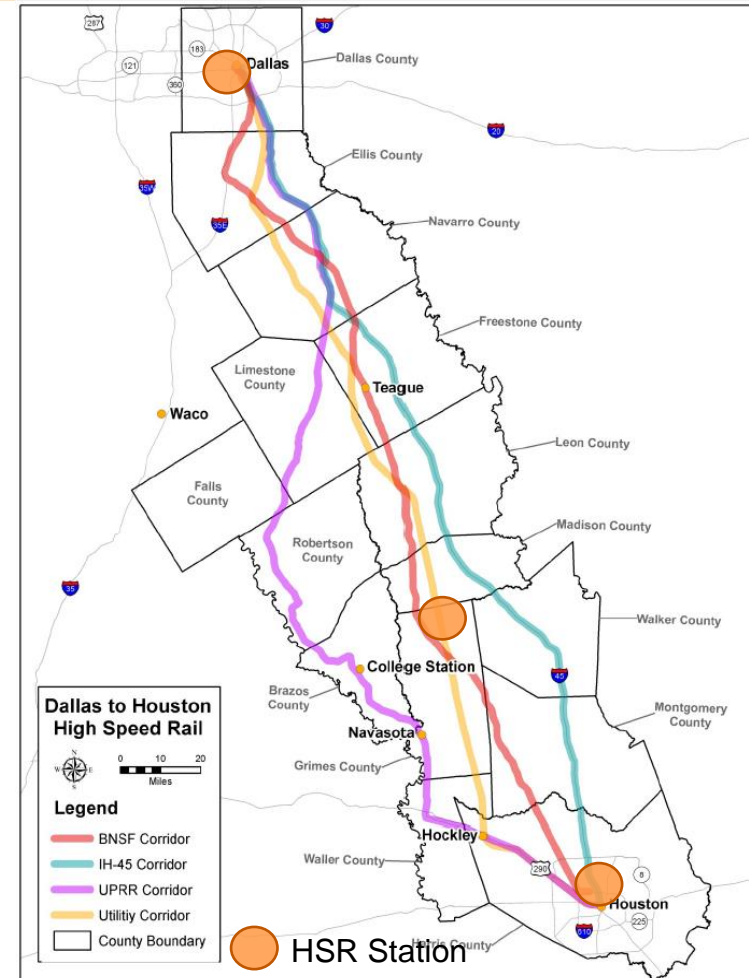 287
30
183
Dallas
Dallas County
121
360
20
Ellis County
35W
35E
Navarro County
Freestone County
Limestone
County
Teague
Waco
Leon County
Falls
County
Madison County
Robertson
County
35
Walker County
College Station
45
Brazos
County
Montgomery
County
Navasota
Grimes County
Hockley
Waller County
290
6
Houston
225
610
Harris County
Dallas to Houston
High Speed Rail
N
W E
S
0 10 20
Miles
Legend
BNSF Corridor
IH-45 Corridor
UPRR Corridor
Utilitiy Corridor
County Boundary
HSR Station